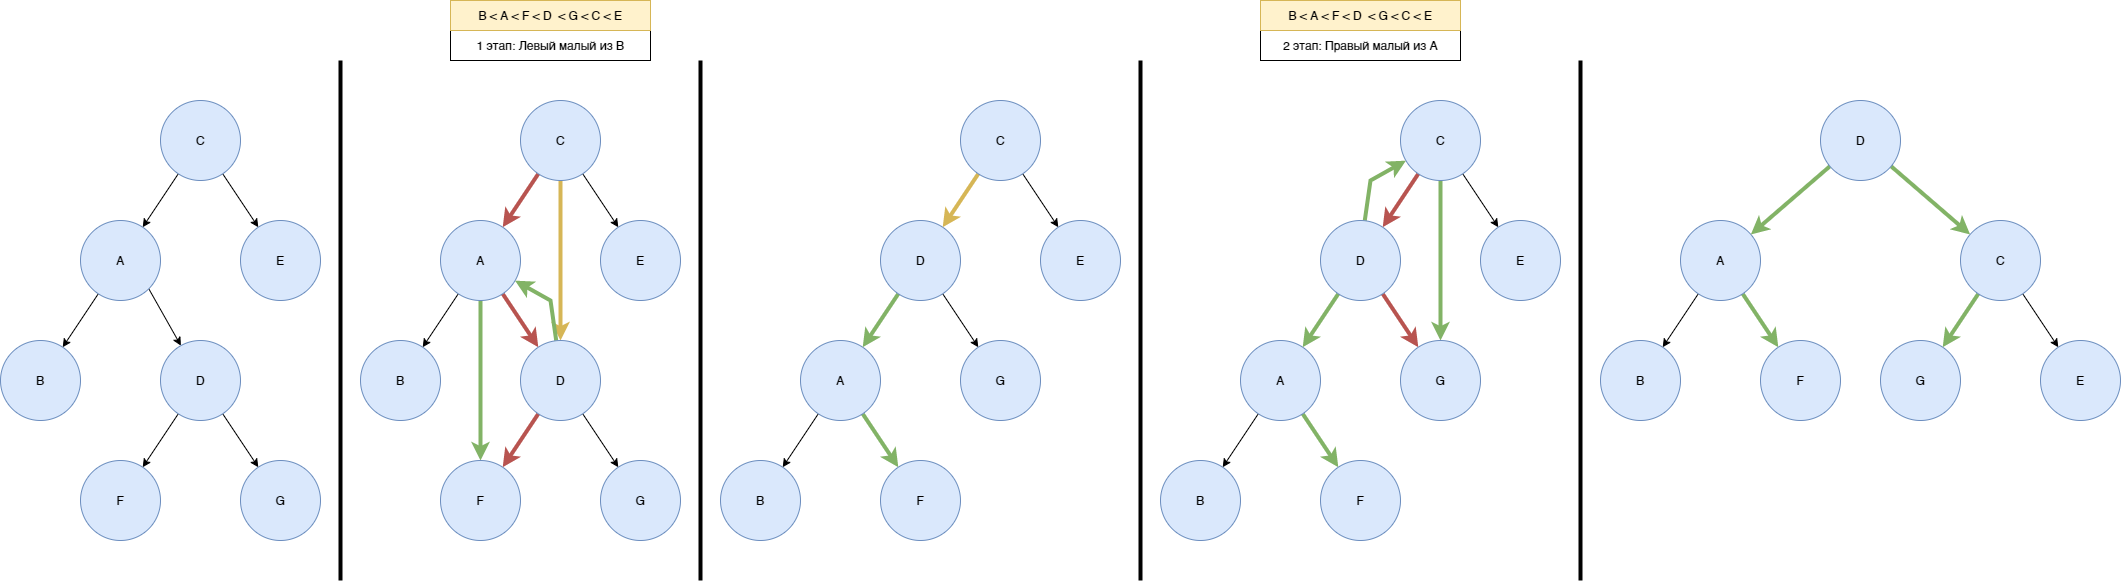 B < A < F < D < G < C < E
1 этап: Левый малый из B
B < A < F < D < G < C < E
2 этап: Правый малый из A
C
A
E
B
D
F
G
C
A
E
B
D
F
G
C
D
E
A
G
B
F
C
D
E
A
G
B
F
D
A
C
B
F
G
E